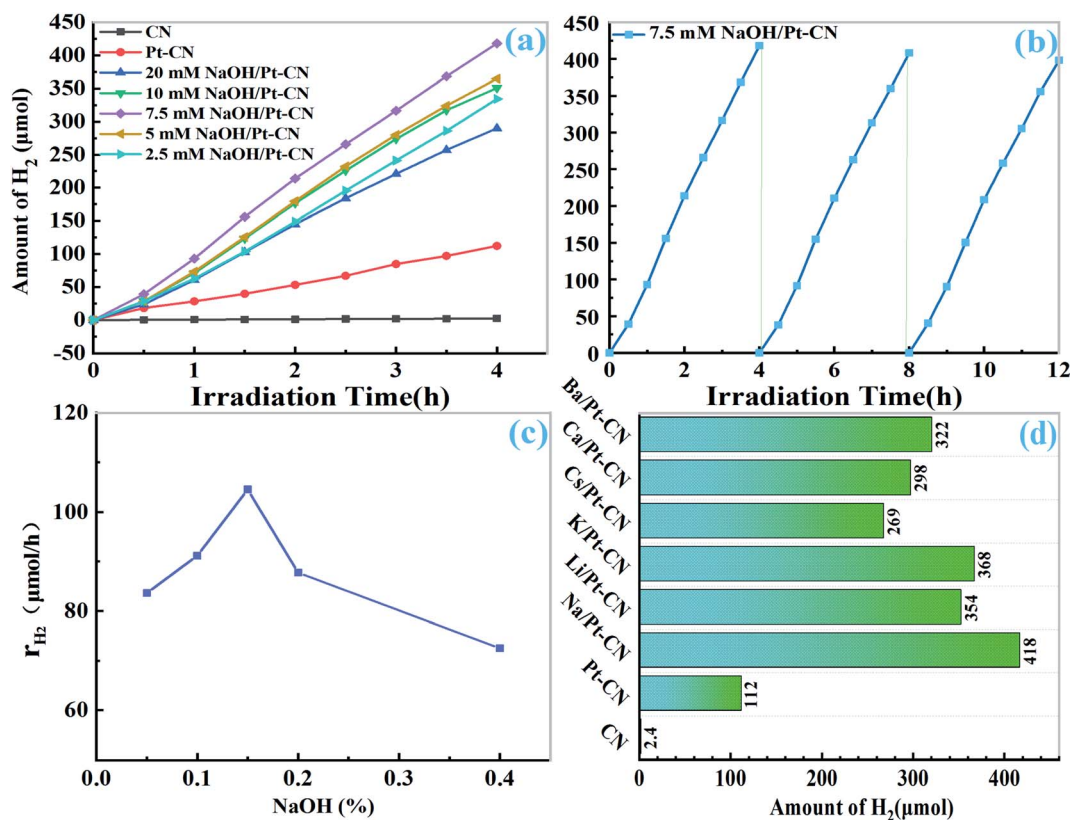 (a)
CN
Pt-CN
20 mM NaOH/Pt-CN
10 mM NaOH/Pt-CN
7.5 mM NaOH/Pt-CN
5 mM NaOH/Pt-CN
2.5 mM NaOH/Pt-CN
450
400
350
300
250
200
150
100
50
0
-50
Amount of H2 (μmol)
0 1 2 3 4
Irradiation Time(h)
(b)
7.5 mM NaOH/Pt-CN
450
400
350
300
250
200
150
100
50
0
0 2 4 6 8 10 12
Irradiation Time(h)
(c)
120
100
80
60
rH2 (μmol/h)
0.0 0.1 0.2 0.3 0.4
NaOH (%)
(d)
Ba/Pt-CN 322
Ca/Pt-CN 298
Cs/Pt-CN 269
K/Pt-CN 368
Li/Pt-CN 354
Na/Pt-CN 418
Pt-CN 112
CN 2.4
0 100 200 300 400
Amount of H2(μmol)